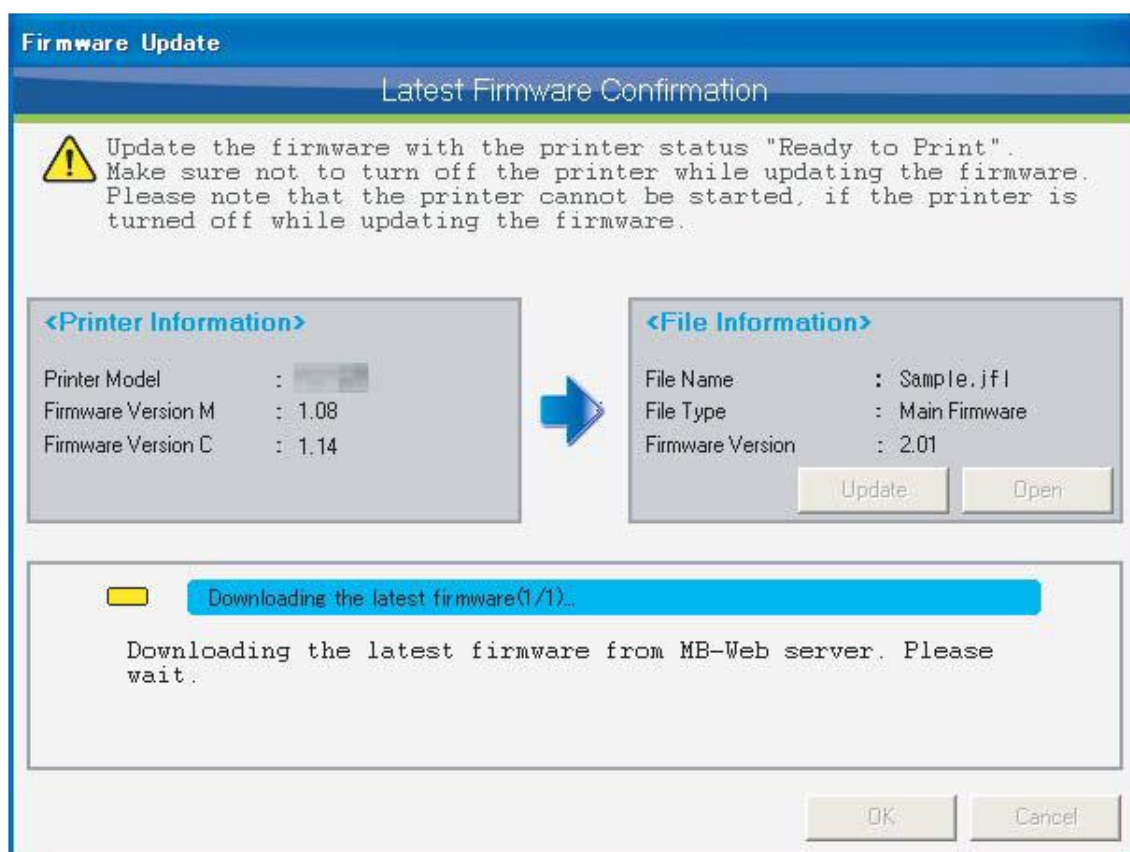 Firmware Update
Latest Firmware Confirmation
Update the firmware with the printer status "Ready to Print".
Make sure not to turn off the printer while updating the firmware.
Please note that the printer cannot be started, if the printer is
turned off while updating the firmware.
<Printer Information>
Printer Model :
Firmware Version M : 1.08
Firmware Version C : 1.14
<File Information>
File Name : Sample.jfl
File Type : Main Firmware
Firmware Version : 2.01
Update Open
Downloading the latest firmware(1/1)...
Downloading the latest firmware from MB-Web server. Please
wait.
OK Cancel